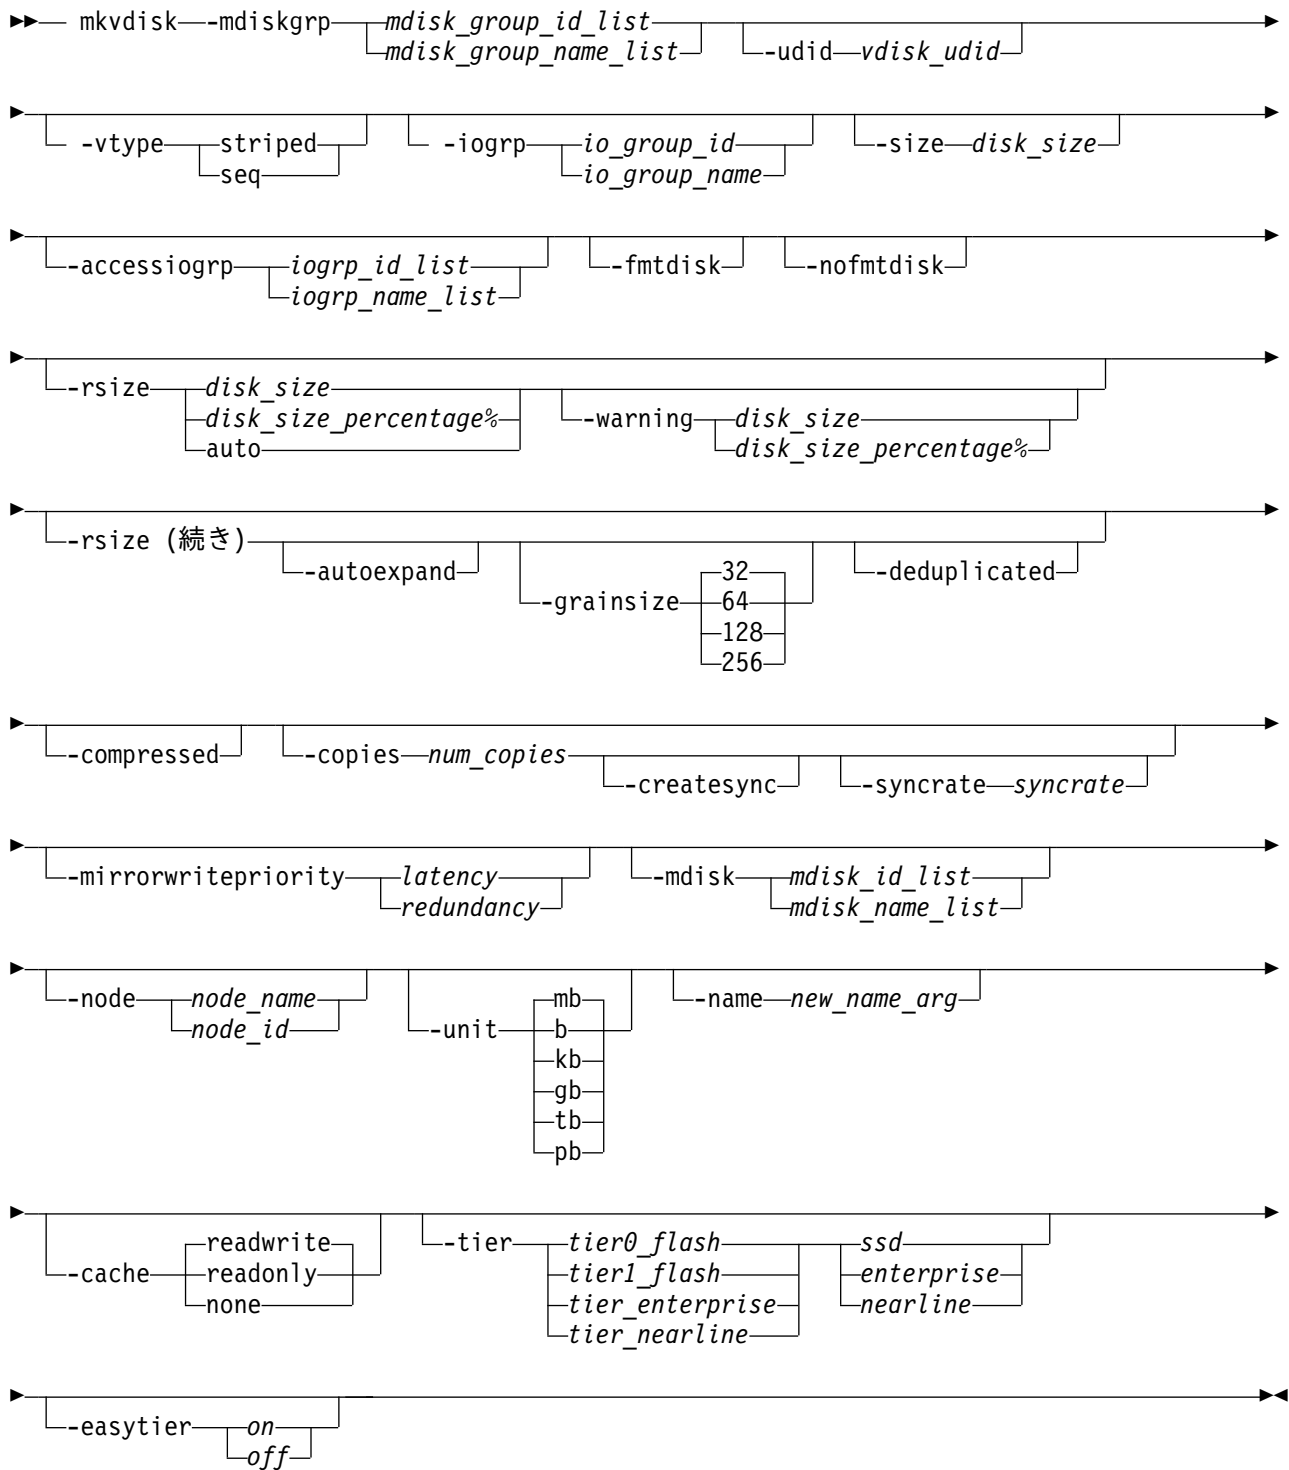 mkvdisk -mdiskgrp mdisk_group_id_list
mdisk_group_name_list -udid vdisk_udid
-vtype striped -iogrp io_group_id -size disk_size
seq io_group_name
-accessiogrp iogrp_id_list -fmtdisk -nofmtdisk
iogrp_name_list
-rsize disk_size
disk_size_percentage% -warning disk_size
auto disk_size_percentage%
-rsize (続き)
-autoexpand 32 -deduplicated
-grainsize 64
128
256
-compressed -copies num_copies
-createsync -syncrate syncrate
-mirrorwritepriority latency -mdisk mdisk_id_list
redundancy mdisk_name_list
-node node_name mb -name new_name_arg
node_id -unit b
kb
gb
tb
pb
readwrite -tier tier0_flash ssd
-cache readonly tier1_flash enterprise
none tier_enterprise nearline
tier_nearline
-easytier on
off